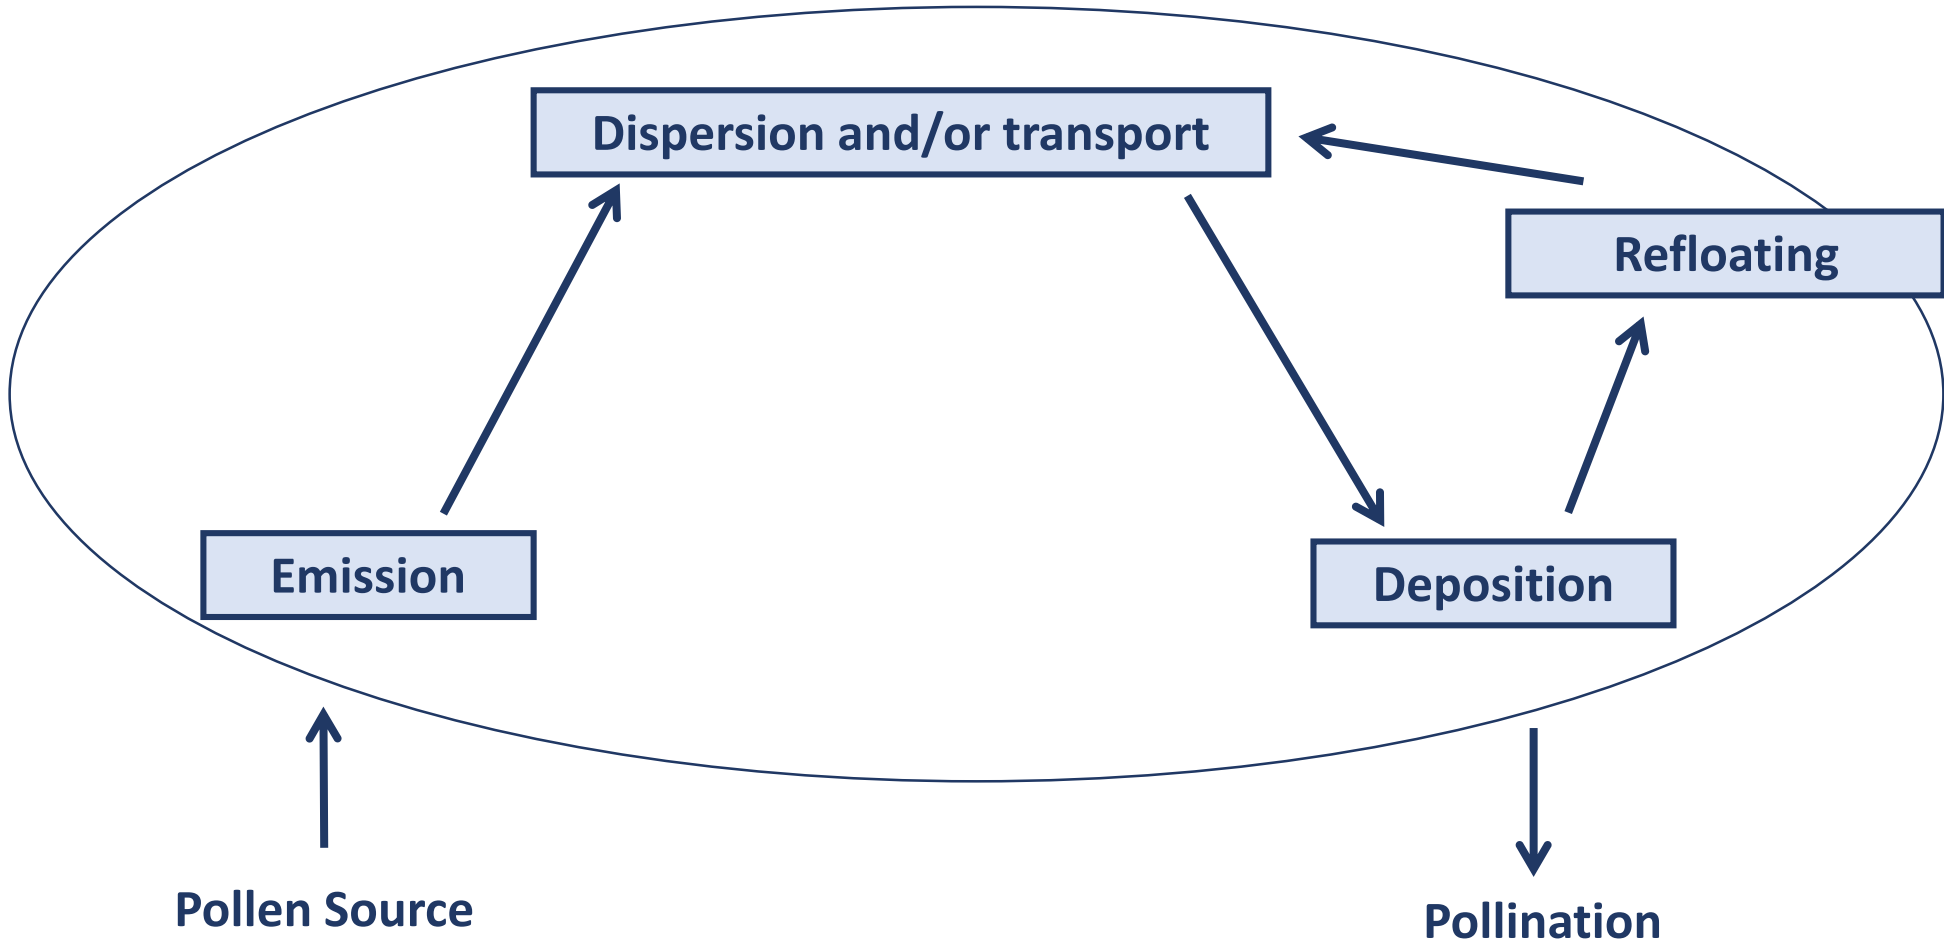 Dispersion and/or transport
Refloating
Emission
Deposition
Pollen Source
Pollination